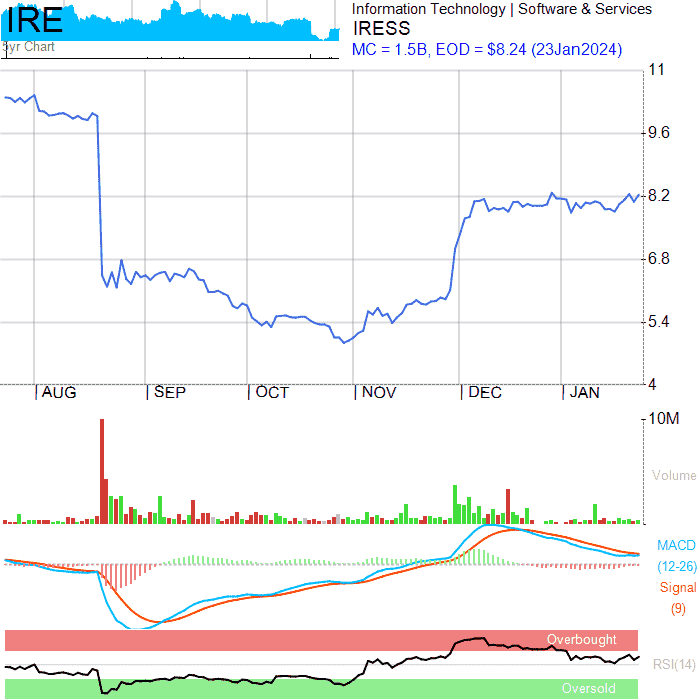 IRE
5yr Chart
Information Technology | Software & Services
IRESS
MC = 1.5B, EOD = $8.24 (23Jan2024)
11
9.6
8.2
6.8
5.4
4
AUG SEP OCT NOV DEC JAN
10M
Volume
MACD
(12-26)
Signal
(9)
Overbought
RSI(14)
Oversold